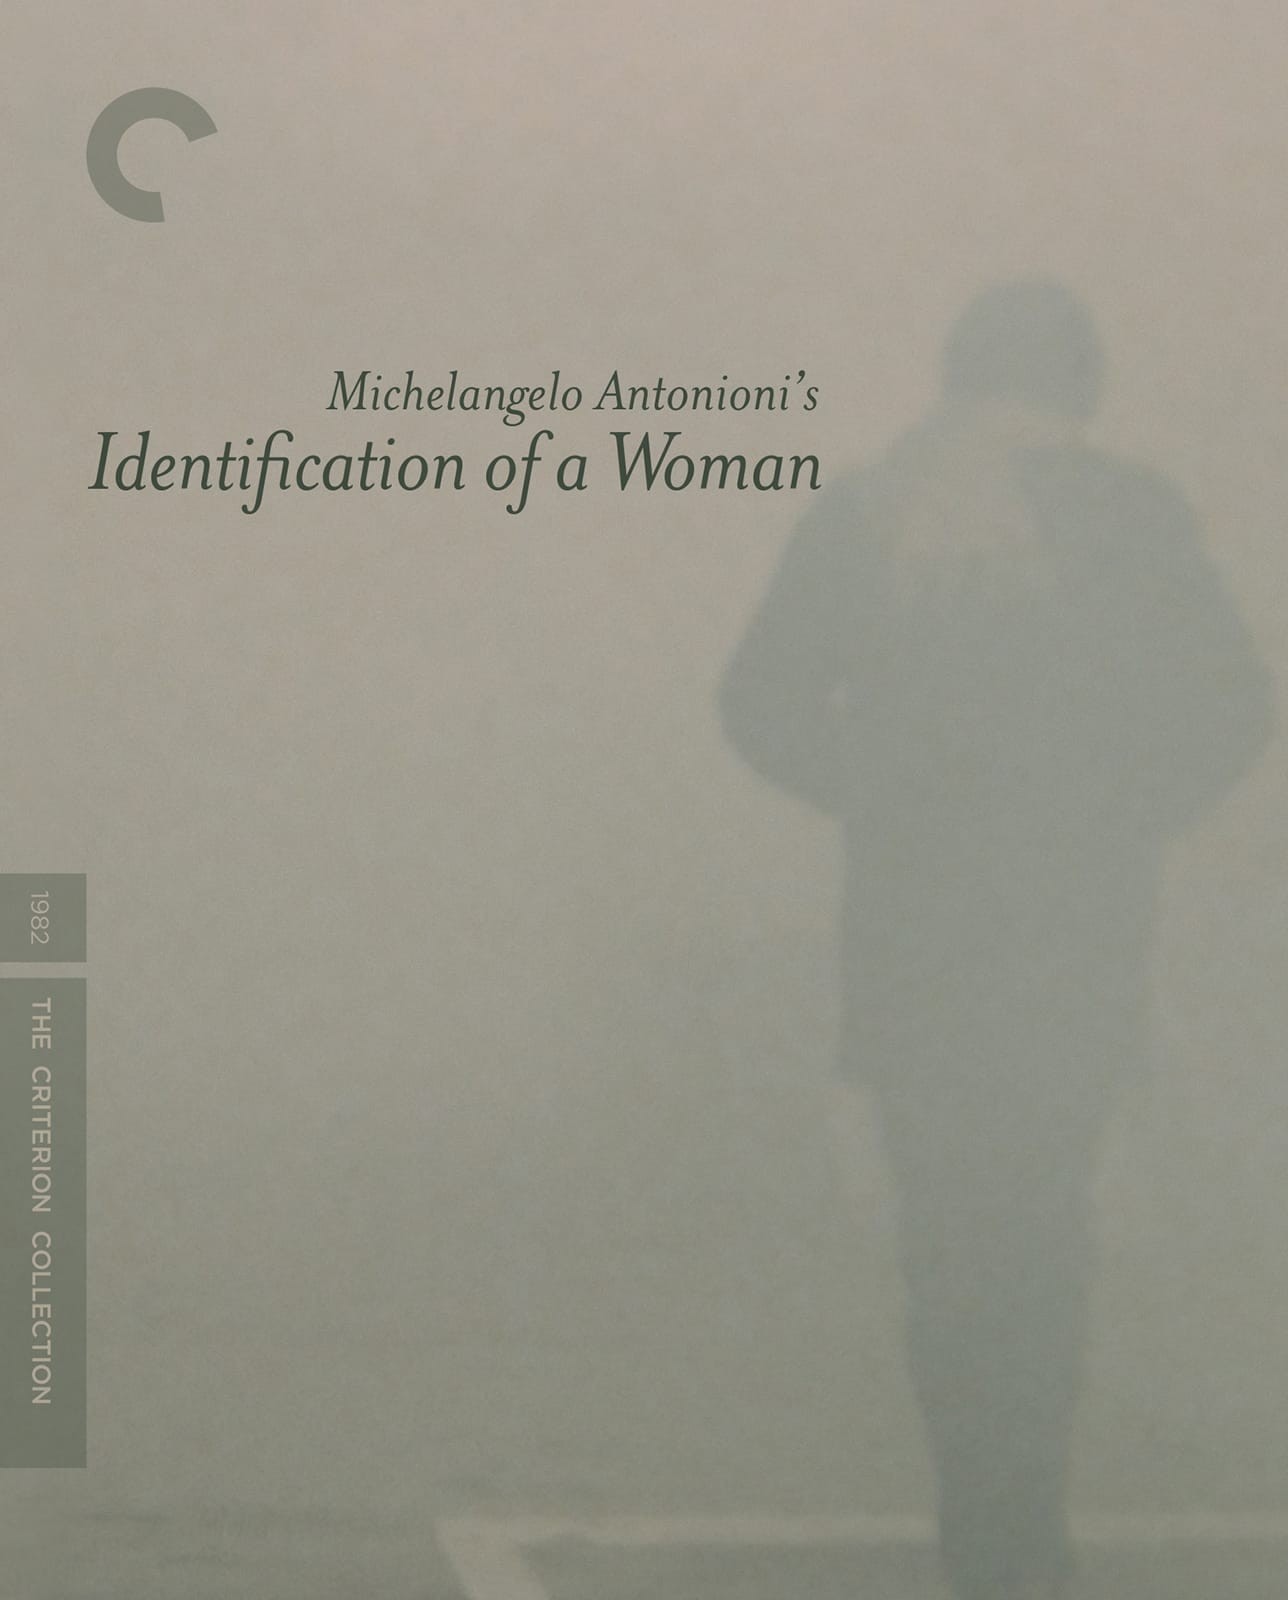 Michelangelo Antonioni’s
Identification of a Woman
1982
THE CRITERION COLLECTION